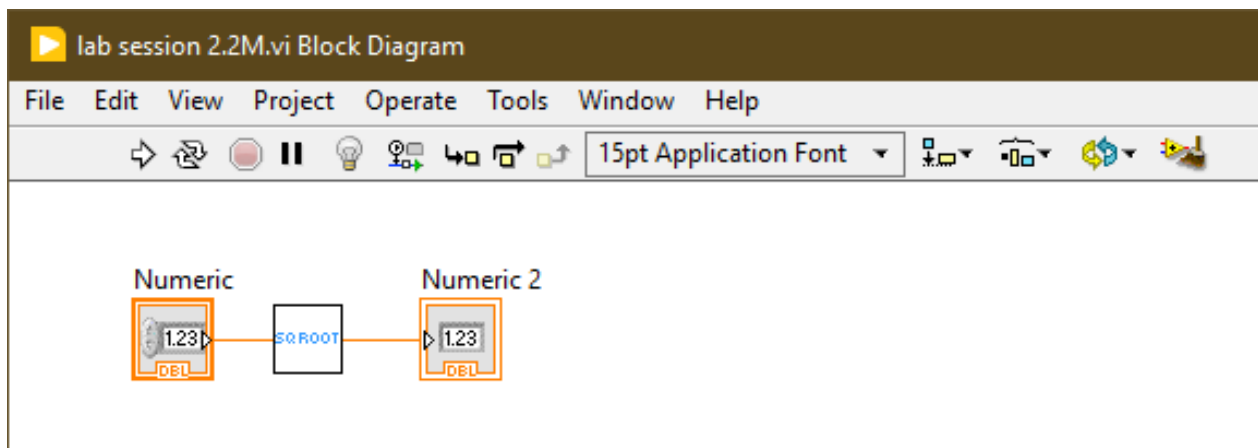 lab session 2.2M.vi Block Diagram
File Edit View Project Operate Tools Window Help
15pt Application Font
Numeric Numeric 2
1.23 SQ ROOT 1.23
DBL DBL